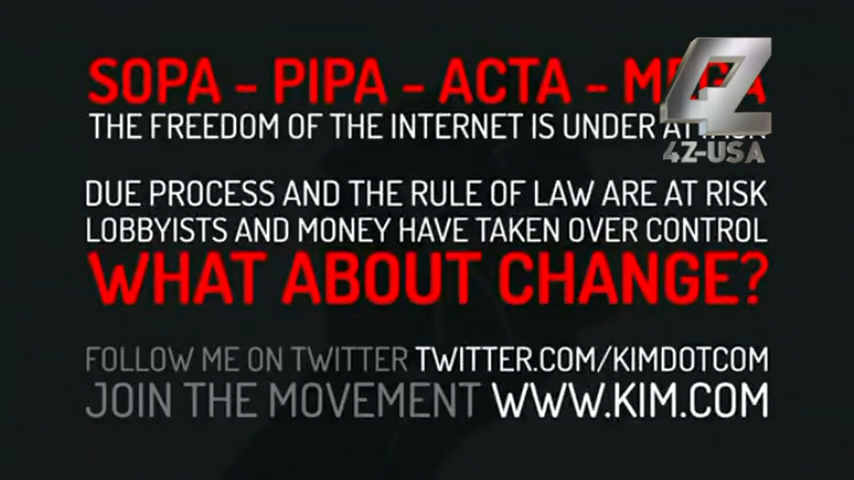 SOPA - PIPA - ACTA - MEGA
THE FREEDOM OF THE INTERNET IS UNDER ATTACK
4Z-USA
DUE PROCESS AND THE RULE OF LAW ARE AT RISK
LOBBYISTS AND MONEY HAVE TAKEN OVER CONTROL
WHAT ABOUT CHANGE?
FOLLOW ME ON TWITTER TWITTER.COM/KIMDOTCOM
JOIN THE MOVEMENT WWW.KIM.COM